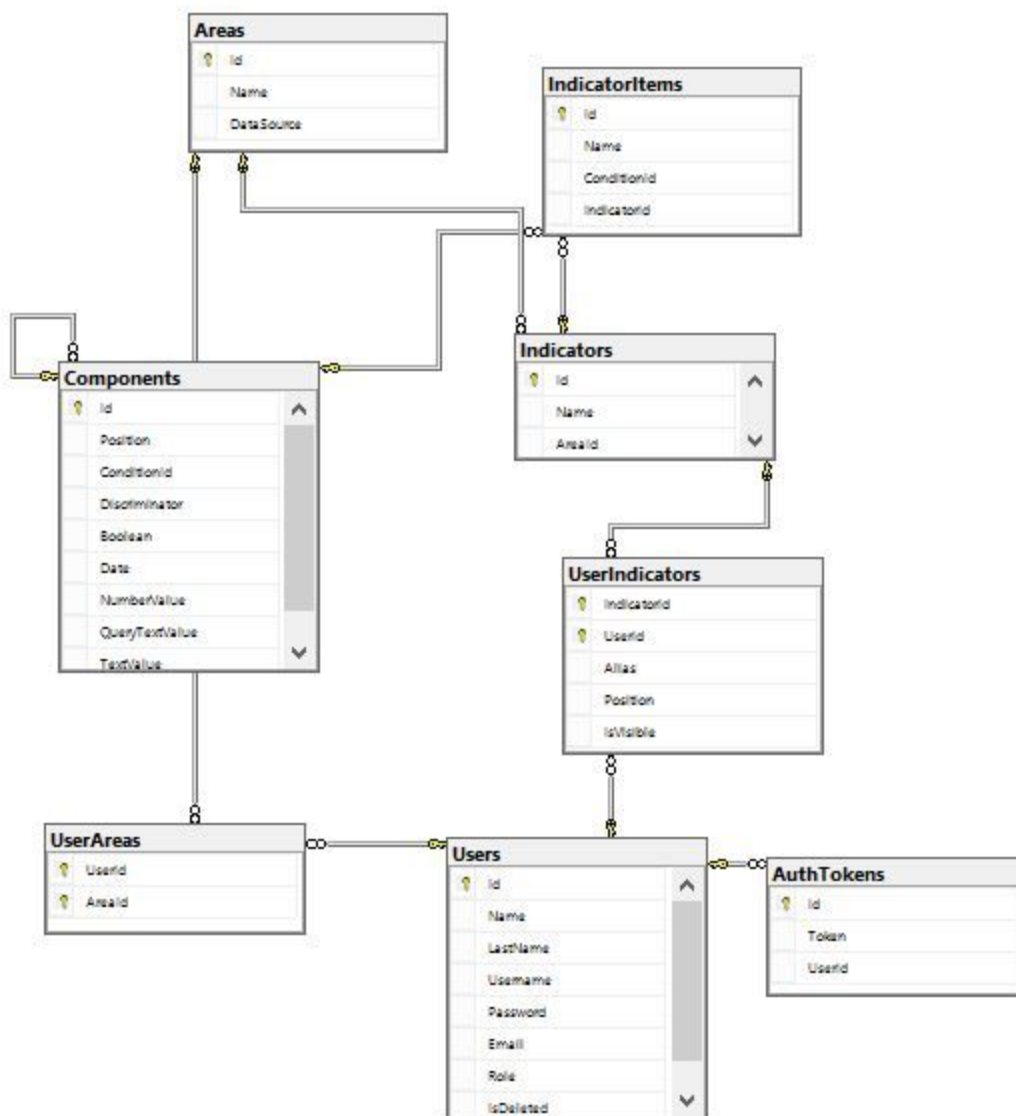 Areas
Id
Name
DataSource
IndicatorItems
Id
Name
ConditionId
IndicatorId
Indicators
Id
Name
AreaId
Components
Id
Position
ConditionId
Discriminator
Boolean
Date
NumberValue
QueryTextValue
TextValue
UserIndicators
IndicatorId
UserId
Alias
Position
IsVisible
UserAreas
UserId
AreaId
Users
Id
Name
LastName
Username
Password
Email
Role
IsDeleted
AuthTokens
Id
Token
UserId